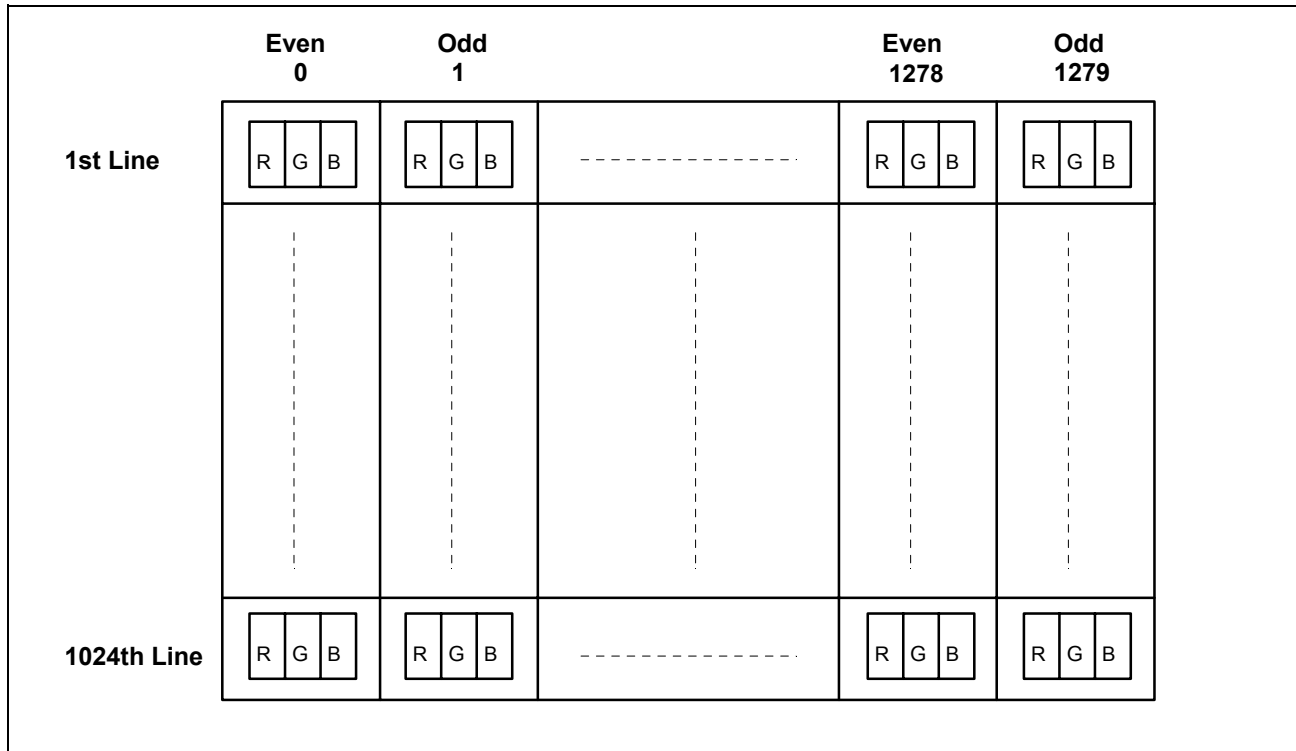 Even Odd Even Odd
0 1 1278 1279
1st Line R G B R G B R G B R G B
1024th Line R G B R G B R G B R G B